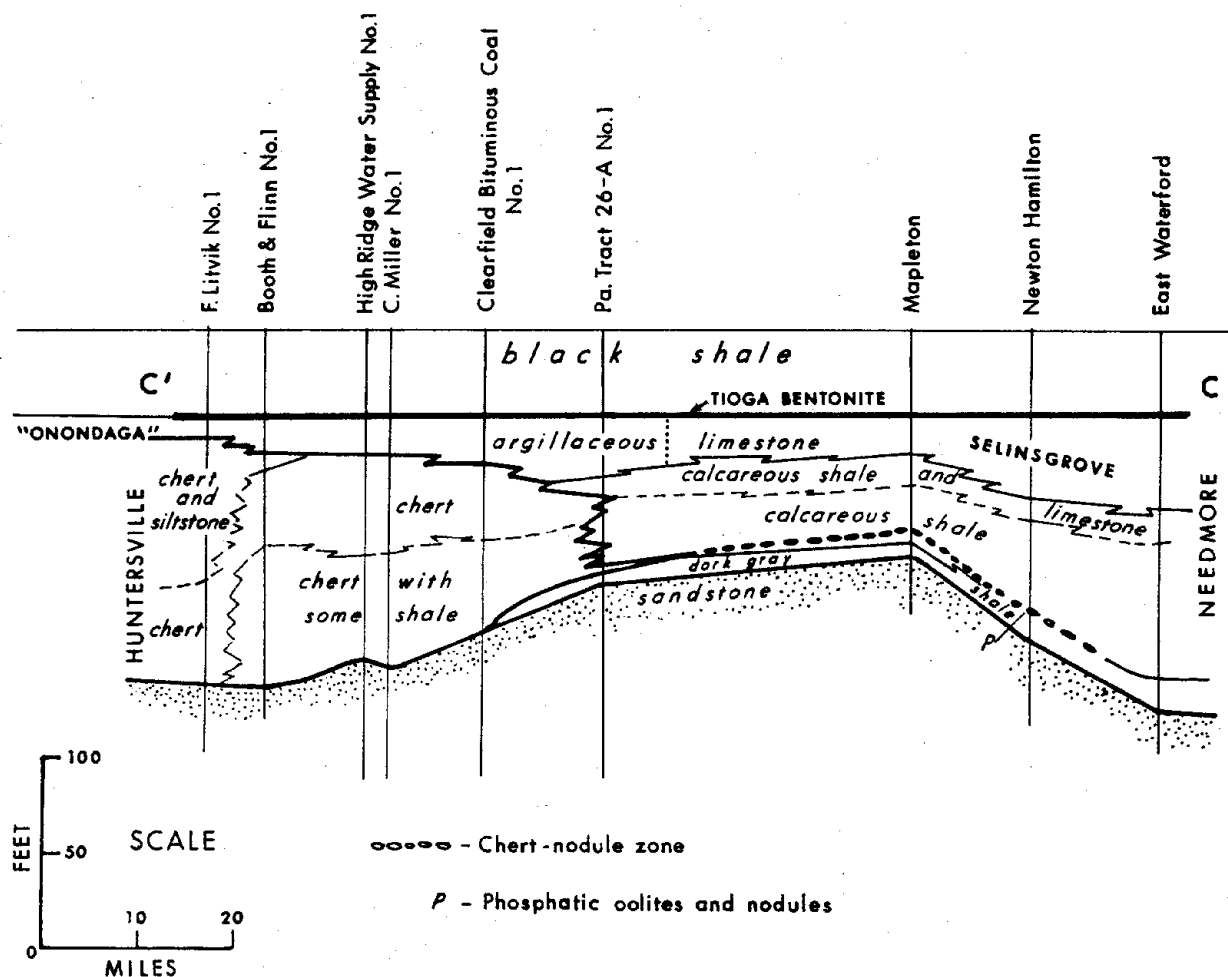 F. Litvik No.1
Booth & Flinn No.1
High Ridge Water Supply No.1
C. Miller No.1
Clearfield Bituminous Coal
No.1
Pa. Tract 26-A No.1
Mapleton
Newton Hamilton
East Waterford
black shale
C'
C
TIOGA BENTONITE
"ONONDAGA"
argillaceous limestone
SELINSGROVE
chert
and
siltstone
chert
calcareous shale and
limestone
calcareous shale
chert with
some shale
dark gray
shale
sandstone
chert
P
HUNTERSVILLE
NEEDMORE
100
50
0
FEET
SCALE
10 20
MILES
- Chert-nodule zone
P - Phosphatic oolites and nodules